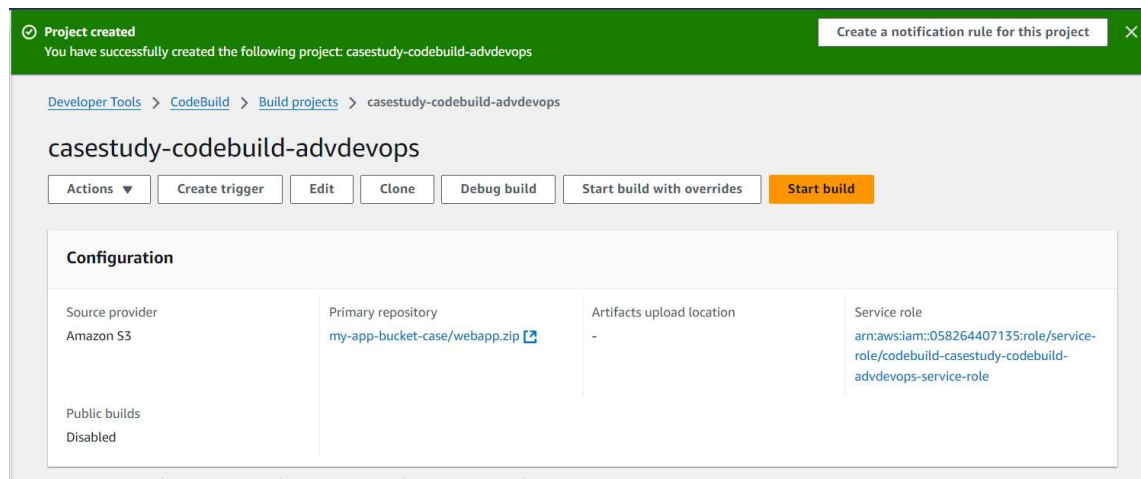 Project created
You have successfully created the following project: casestudy-codebuild-advdevops
Create a notification rule for this project
Developer Tools > CodeBuild > Build projects > casestudy-codebuild-advdevops
casestudy-codebuild-advdevops
Actions
Create trigger
Edit
Clone
Debug build
Start build with overrides
Start build
Configuration
Source provider
Amazon S3
Primary repository
my-app-bucket-case/webapp.zip
Artifacts upload location
-
Service role
arn:aws:iam::058264407135:role/service-
role/codebuild-casestudy-codebuild-
advdevops-service-role
Public builds
Disabled